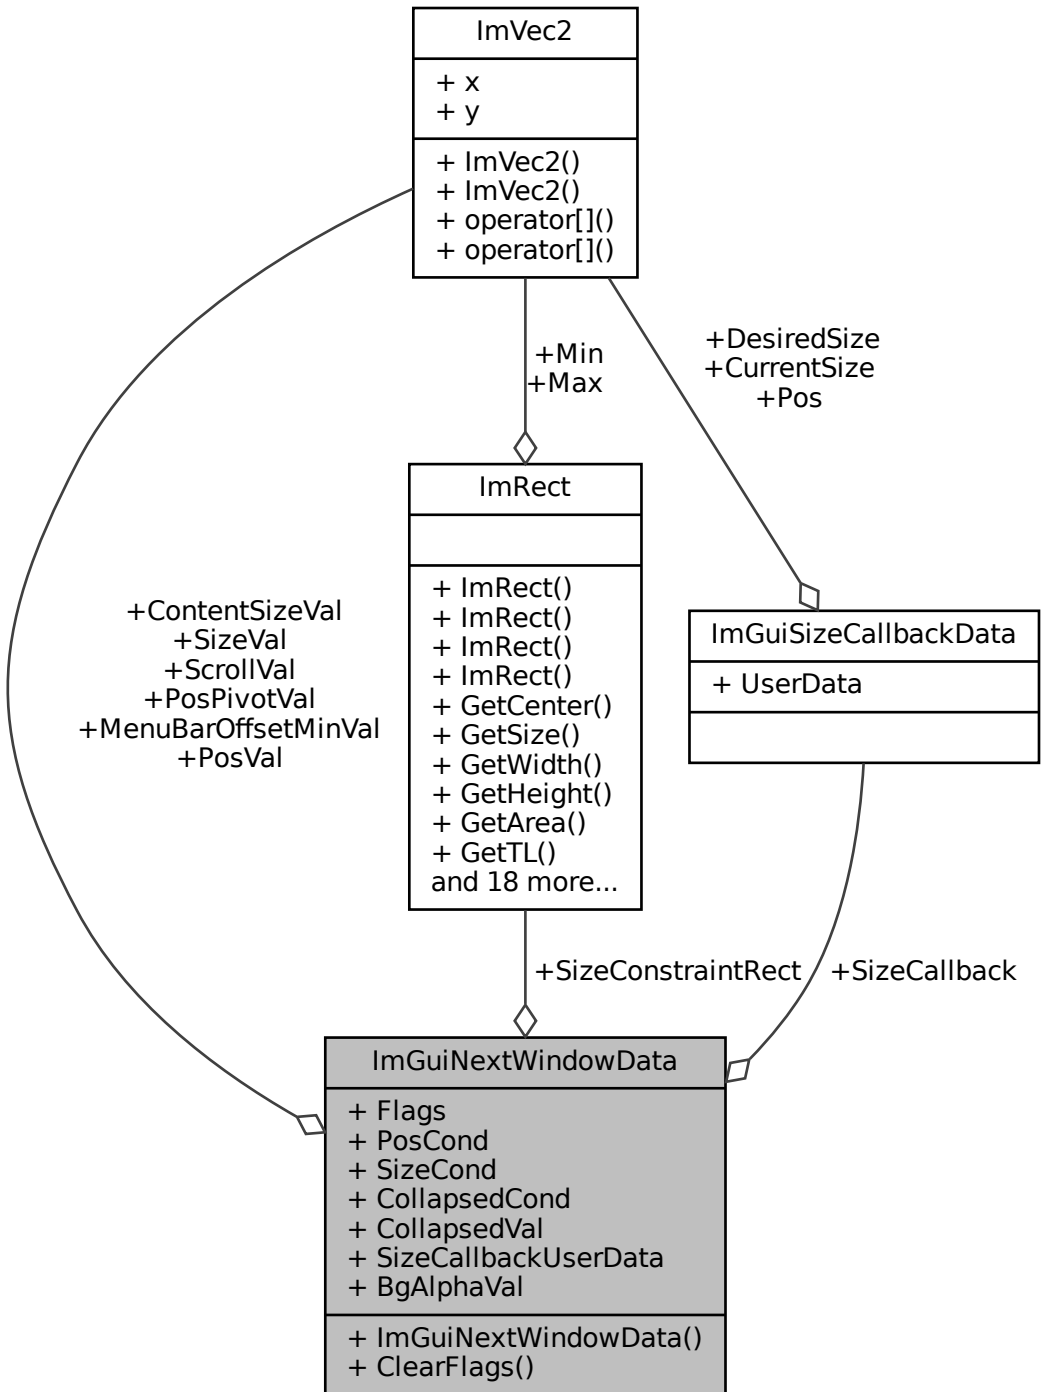 ImVec2
+ x
+ y
+ ImVec2()
+ ImVec2()
+ operator[]()
+ operator[]()
+DesiredSize
+CurrentSize
+Pos
+Min
+Max
ImRect
+ ImRect()
+ ImRect()
+ ImRect()
+ ImRect()
+ GetCenter()
+ GetSize()
+ GetWidth()
+ GetHeight()
+ GetArea()
+ GetTL()
and 18 more...
+ContentSizeVal
+SizeVal
+ScrollVal
+PosPivotVal
+MenuBarOffsetMinVal
+PosVal
ImGuiSizeCallbackData
+ UserData
+SizeConstraintRect
+SizeCallback
ImGuiNextWindowData
+ Flags
+ PosCond
+ SizeCond
+ CollapsedCond
+ CollapsedVal
+ SizeCallbackUserData
+ BgAlphaVal
+ ImGuiNextWindowData()
+ ClearFlags()